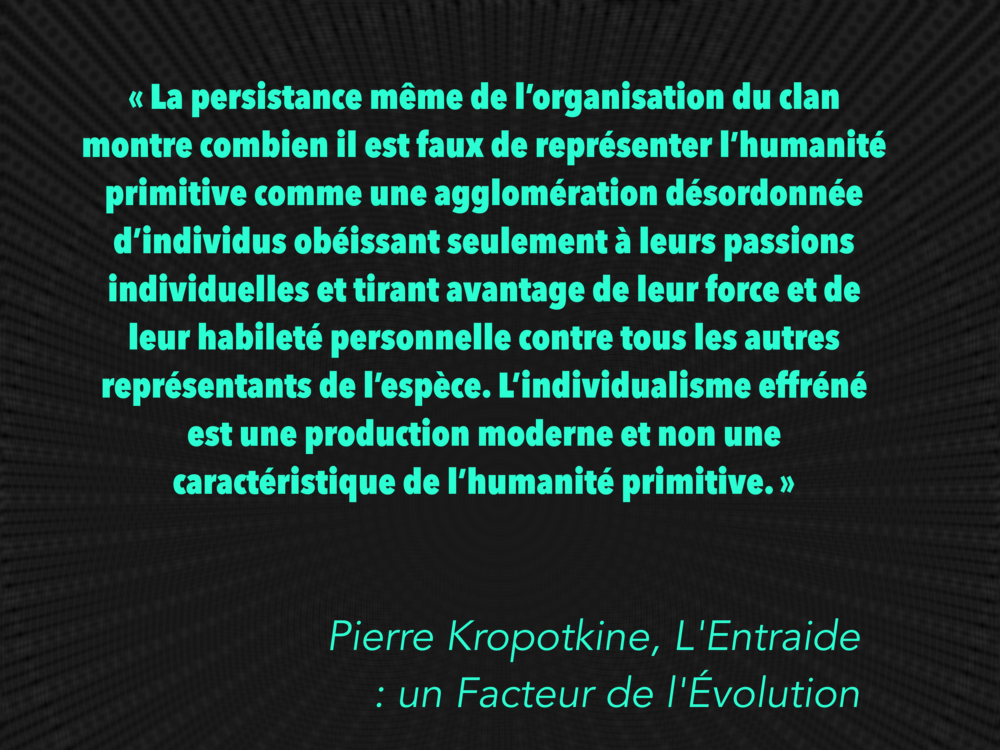 « La persistance même de l’organisation du clan
montre combien il est faux de représenter l’humanité
primitive comme une agglomération désordonnée
d’individus obéissant seulement à leurs passions
individuelles et tirant avantage de leur force et de
leur habileté personnelle contre tous les autres
représentants de l’espèce. L’individualisme effréné
est une production moderne et non une
caractéristique de l’humanité primitive. »
Pierre Kropotkine, L'Entraide
: un Facteur de l'Évolution